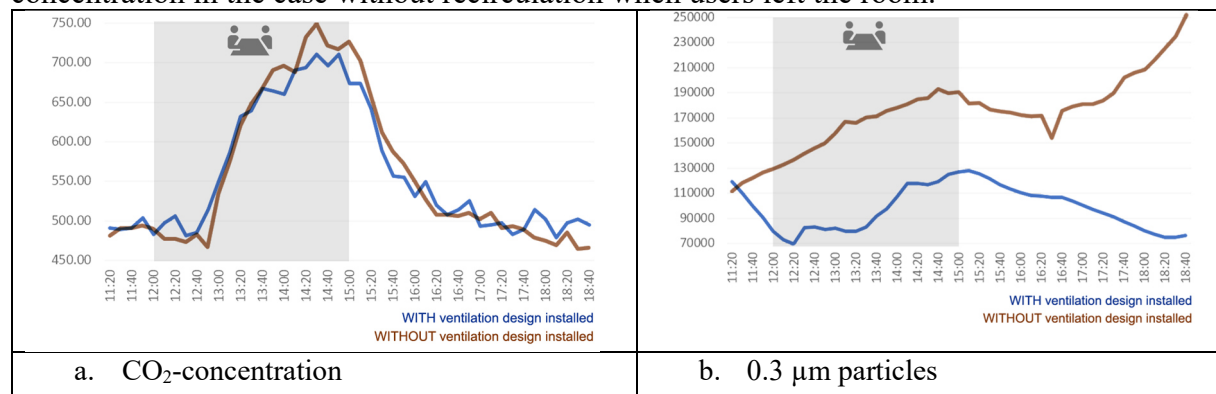 concentration in the case without recirculation when users left the room.
750.00
700.00
650.00
600.00
550.00
500.00
450.00
11:20 11:40 12:00 12:20 12:40 13:00 13:20 13:40 14:00 14:20 14:40 15:00 15:20 15:40 16:00 16:20 16:40 17:00 17:20 17:40 18:00 18:20 18:40
WITH ventilation design installed
WITHOUT ventilation design installed
a. CO₂-concentration
250000
230000
210000
190000
170000
150000
130000
110000
90000
70000
11:20 11:40 12:00 12:20 12:40 13:00 13:20 13:40 14:00 14:20 14:40 15:00 15:20 15:40 16:00 16:20 16:40 17:00 17:20 17:40 18:00 18:20 18:40
WITH ventilation design installed
WITHOUT ventilation design installed
b. 0.3 µm particles